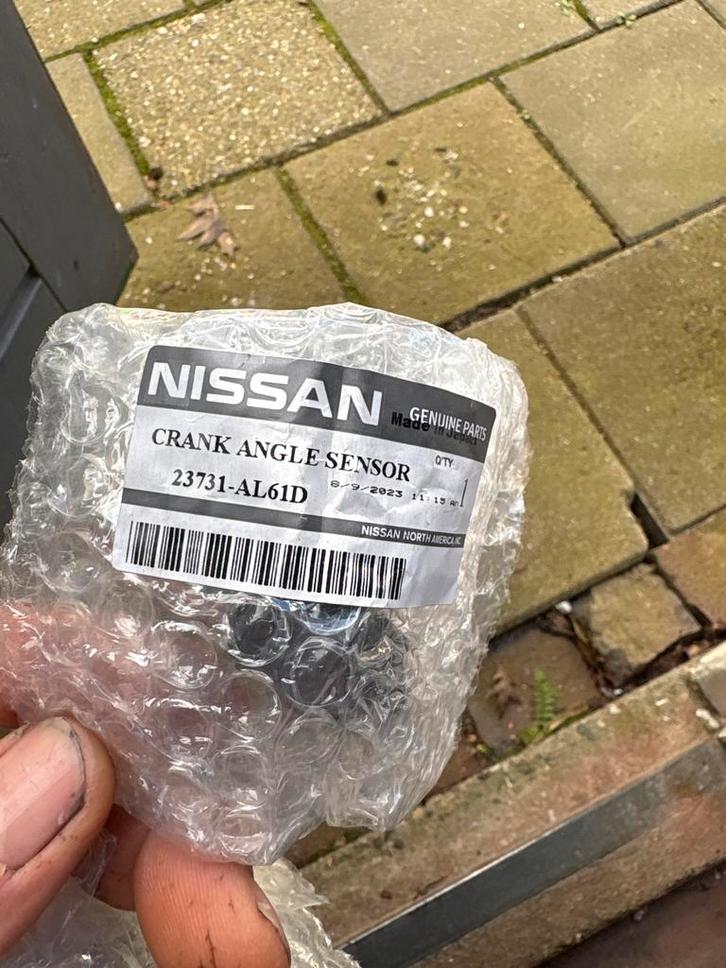 NISSAN
GENUINE PARTS
Made in Japan
CRANK ANGLE SENSOR
QTY.
23731-AL61D
8/9/2023 11:15 AM
1
NISSAN NORTH AMERICA, INC.